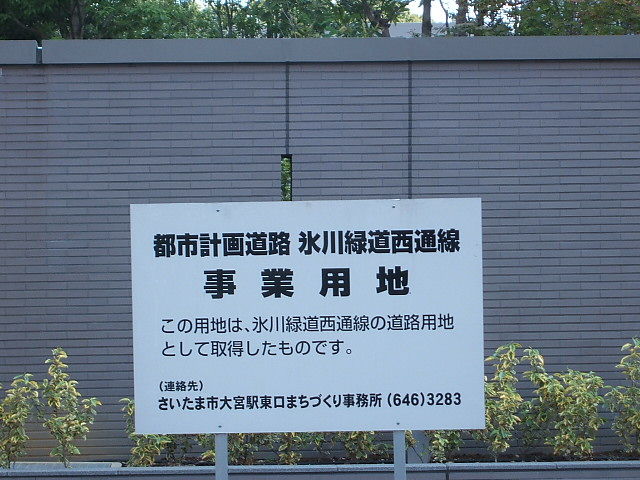 都市計画道路 氷川緑道西通線
事業用地
この用地は、氷川緑道西通線の道路用地
として取得したものです。
（連絡先）
さいたま市大宮駅東口まちづくり事務所（646）3283